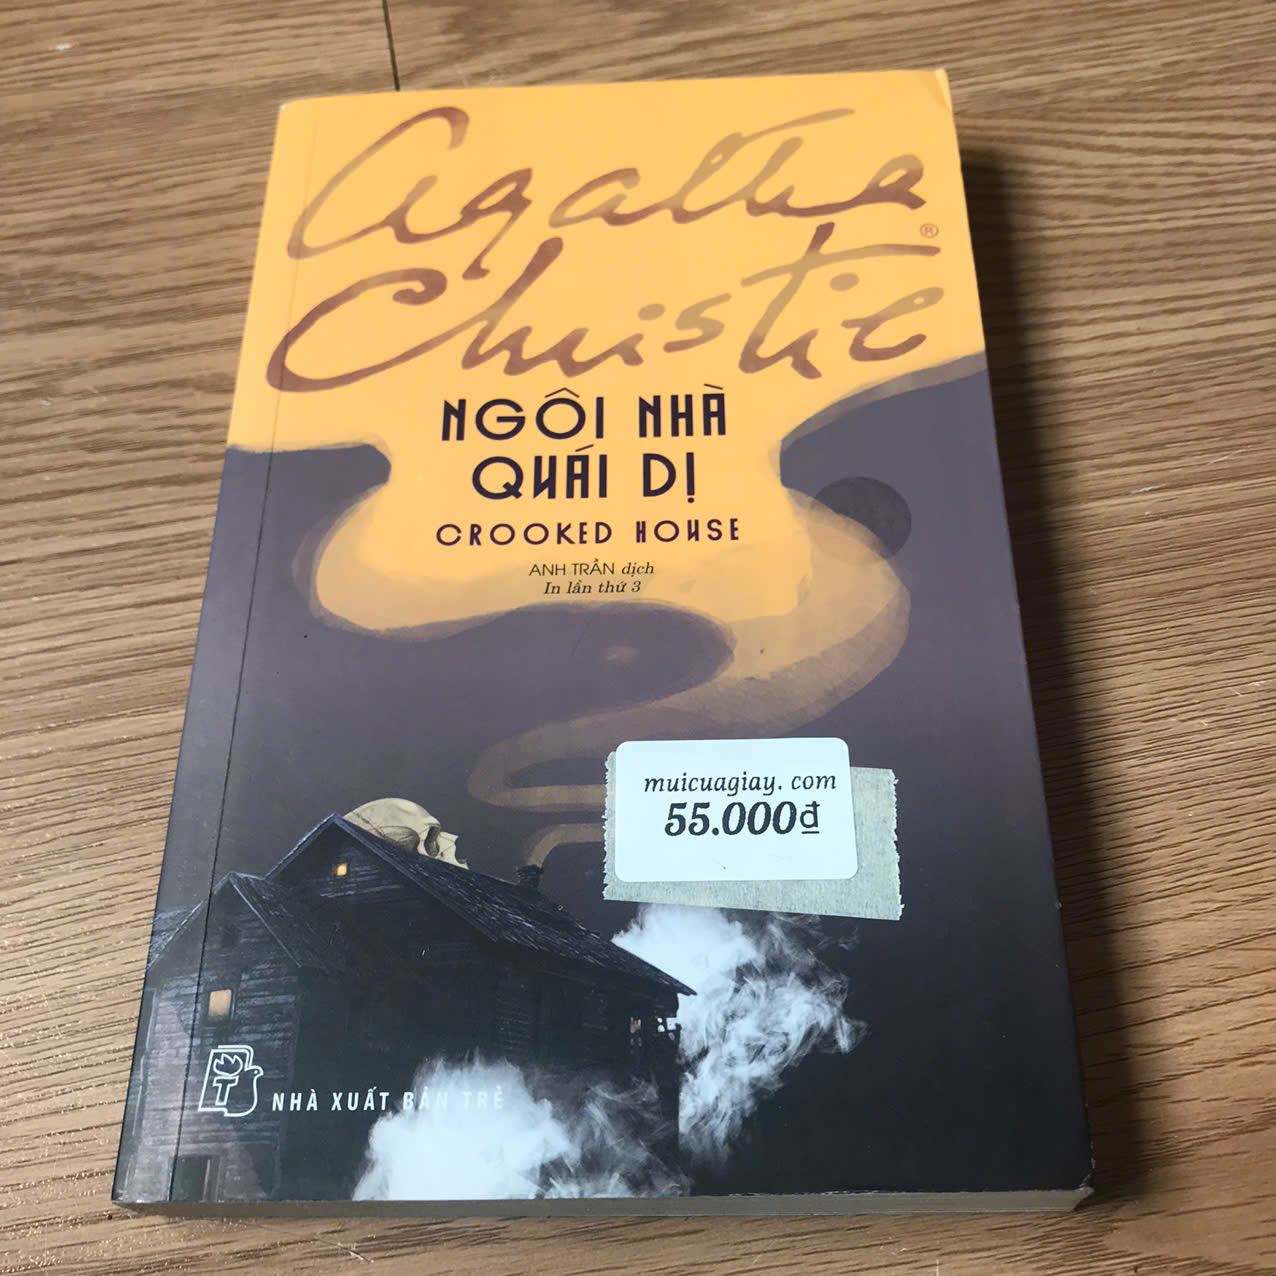 Agatha
Christie®
NGÔI NHÀ
QUÁI DỊ
CROOKED HOUSE
ANH TRẦN dịch
In lần thứ 3
muicuagiay. com
55.000₫
T
NHÀ XUẤT BẢN TRẺ